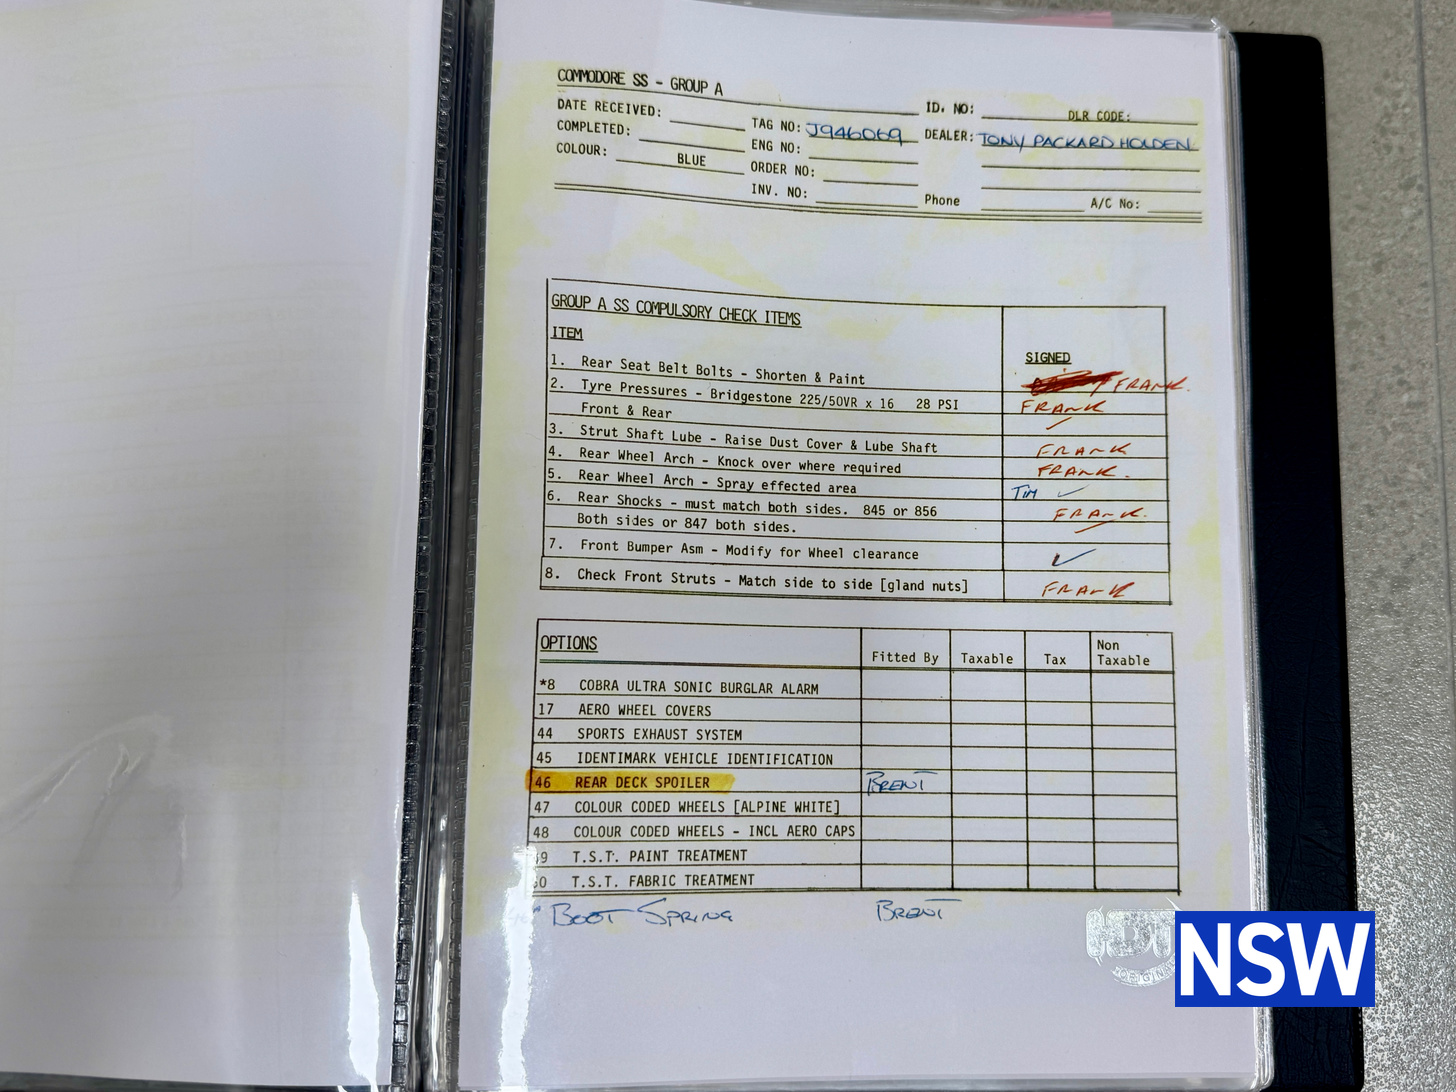 COMMODORE SS - GROUP A
DATE RECEIVED:
COMPLETED:
COLOUR: BLUE
TAG NO: J946069
ENG NO:
ORDER NO:
INV. NO:
ID. NO:
DLR CODE:
DEALER: TONY PACKARD HOLDEN
Phone
A/C No:
GROUP A SS COMPULSORY CHECK ITEMS
ITEM SIGNED
1. Rear Seat Belt Bolts - Shorten & Paint FRANK.
2. Tyre Pressures - Bridgestone 225/50VR x 16 28 PSI FRANK
Front & Rear
3. Strut Shaft Lube - Raise Dust Cover & Lube Shaft FRANK
4. Rear Wheel Arch - Knock over where required FRANK.
5. Rear Wheel Arch - Spray effected area TIM ✓
6. Rear Shocks - must match both sides. 845 or 856 FRANK.
Both sides or 847 both sides.
7. Front Bumper Asm - Modify for Wheel clearance ✓
8. Check Front Struts - Match side to side [gland nuts] FRANK
OPTIONS Fitted By Taxable Tax Non Taxable
*8 COBRA ULTRA SONIC BURGLAR ALARM
17 AERO WHEEL COVERS
44 SPORTS EXHAUST SYSTEM
45 IDENTIMARK VEHICLE IDENTIFICATION
46 REAR DECK SPOILER BRENT
47 COLOUR CODED WHEELS [ALPINE WHITE]
48 COLOUR CODED WHEELS - INCL AERO CAPS
49 T.S.T. PAINT TREATMENT
50 T.S.T. FABRIC TREATMENT
* BOOT SPRING BRENT
NSW